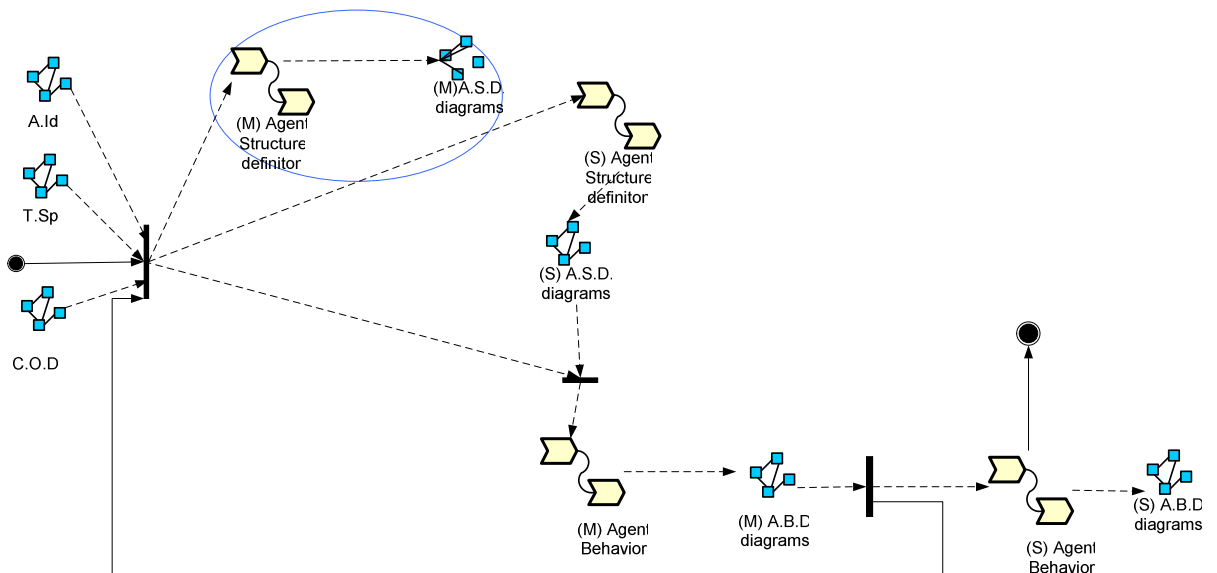 A.Id
T.Sp
C.O.D
(M) Agent
Structure
definitor
(M)A.S.D.
diagrams
(S) Agent
Structure
definitor
(S) A.S.D.
diagrams
(M) Agent
Behavior
(M) A.B.D
diagrams
(S) Agent
Behavior
(S) A.B.D
diagrams